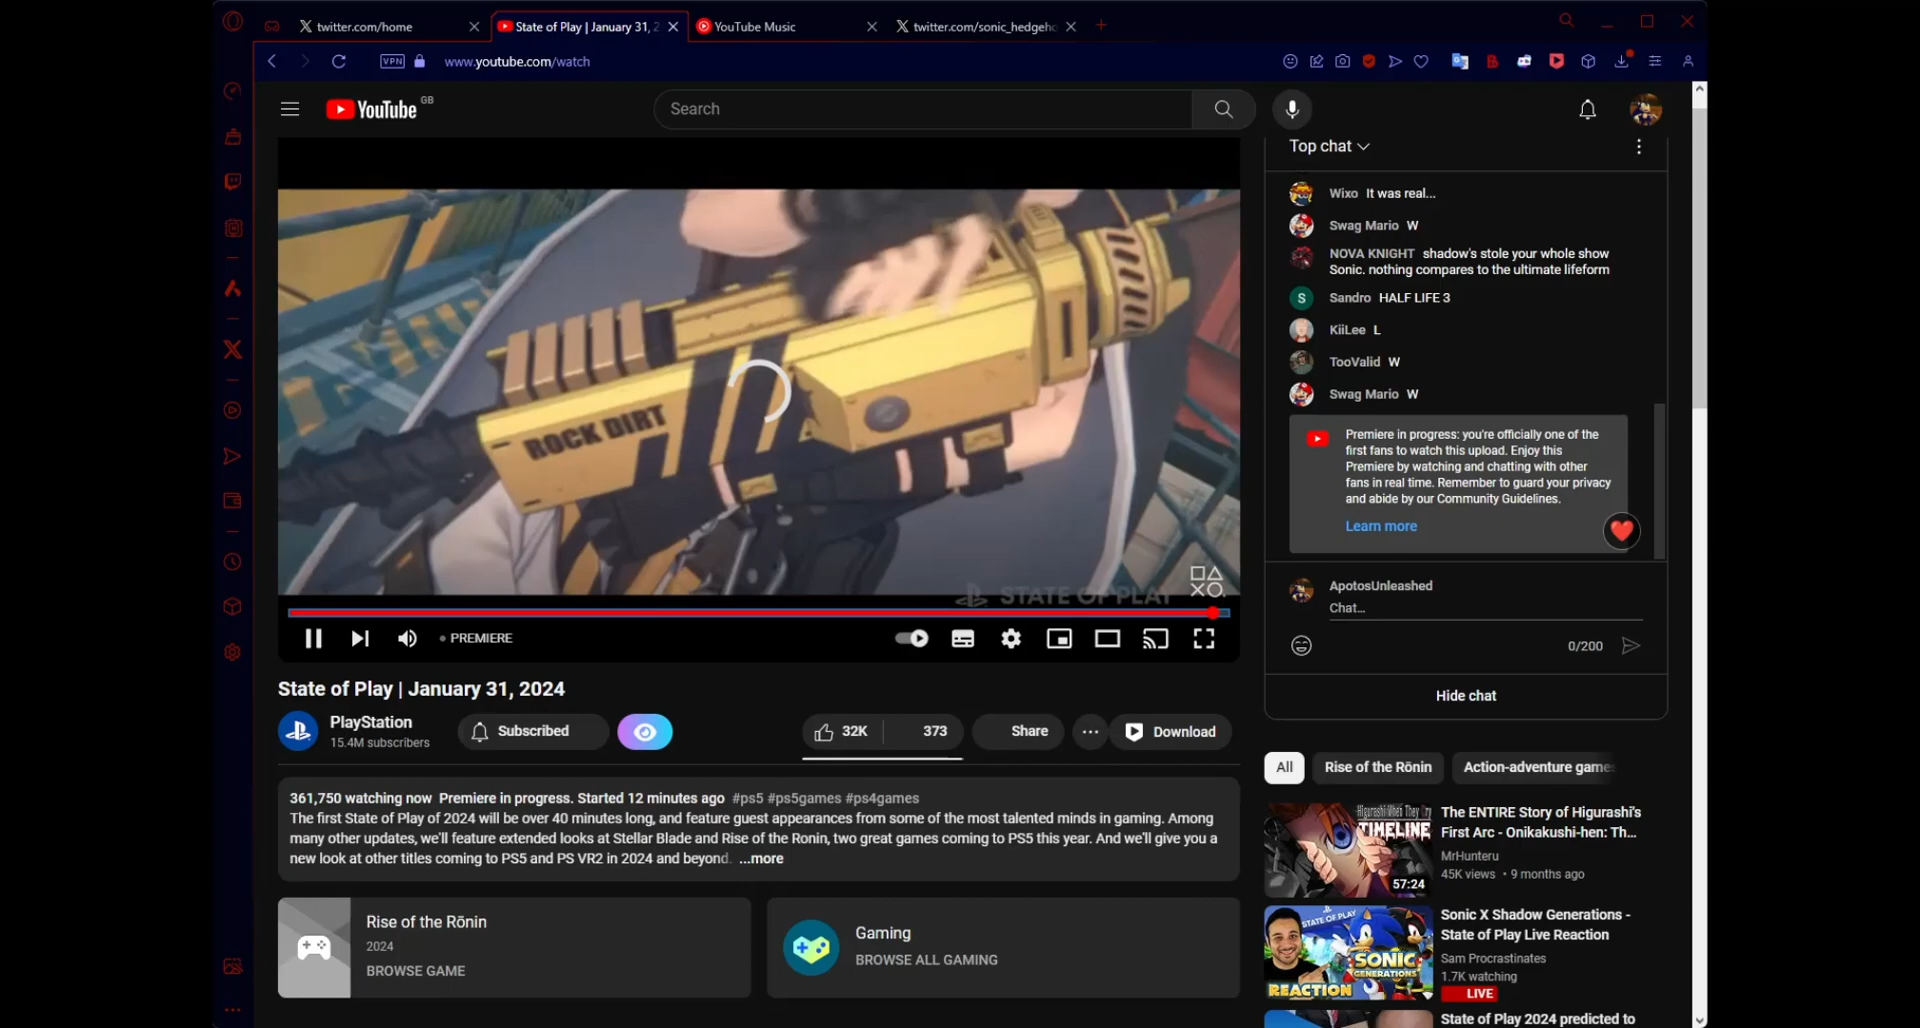 twitter.com/home
State of Play | January 31, 2
YouTube Music
twitter.com/sonic_hedgeho
VPN
www.youtube.com/watch
YouTube GB
Search
Top chat
Wixo It was real...
Swag Mario W
NOVA KNIGHT shadow's stole your whole show
Sonic. nothing compares to the ultimate lifeform
S
Sandro HALF LIFE 3
KiiLee L
TooValid W
Swag Mario W
Premiere in progress: you're officially one of the
first fans to watch this upload. Enjoy this
Premiere by watching and chatting with other
fans in real time. Remember to guard your privacy
and abide by our Community Guidelines.
Learn more
ApotosUnleashed
Chat...
0/200
Hide chat
ROCK DIRT
STATE OF PLAY
PREMIERE
State of Play | January 31, 2024
PlayStation
15.4M subscribers
Subscribed
32K
373
Share
Download
361,750 watching now Premiere in progress. Started 12 minutes ago #ps5 #ps5games #ps4games
The first State of Play of 2024 will be over 40 minutes long, and feature guest appearances from some of the most talented minds in gaming. Among
many other updates, we'll feature extended looks at Stellar Blade and Rise of the Ronin, two great games coming to PS5 this year. And we'll give you a
new look at other titles coming to PS5 and PS VR2 in 2024 and beyond. ...more
Rise of the Rōnin
2024
BROWSE GAME
Gaming
BROWSE ALL GAMING
All
Rise of the Rōnin
Action-adventure game
Higurashi When They Cry
TIMELINE
57:24
The ENTIRE Story of Higurashi's
First Arc - Onikakushi-hen: Th...
MrHunteru
45K views • 9 months ago
STATE OF PLAY
SONIC
GENERATIONS
REACTION
Sonic X Shadow Generations -
State of Play Live Reaction
Sam Procrastinates
1.7K watching
LIVE
State of Play 2024 predicted to